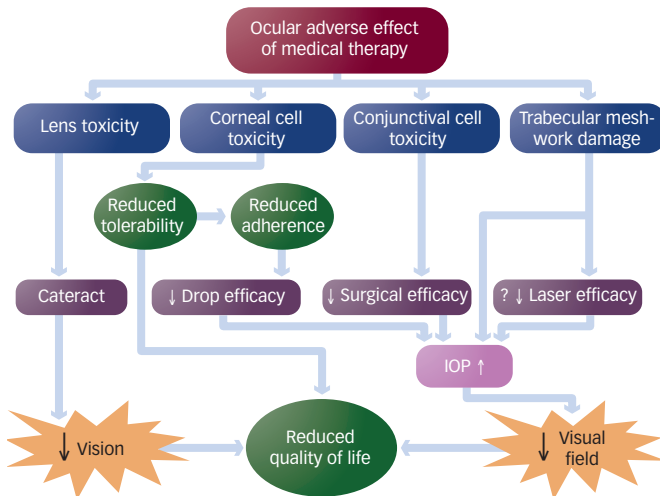 Ocular adverse effect
of medical therapy
Lens toxicity
Corneal cell
toxicity
Conjunctival cell
toxicity
Trabecular mesh-
work damage
Reduced
tolerability
Reduced
adherence
Cateract
↓ Drop efficacy
↓ Surgical efficacy
? ↓ Laser efficacy
IOP ↑
↓ Vision
Reduced
quality of life
↓ Visual
field